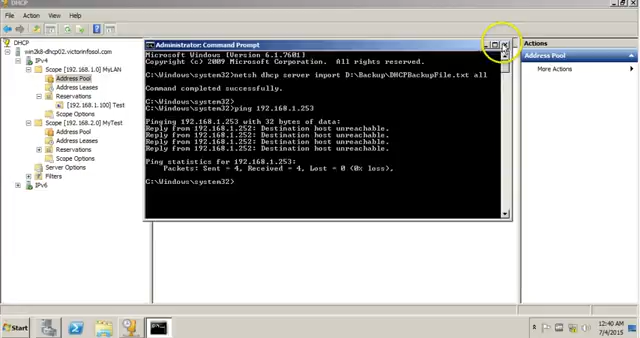 DHCP
File Action View Help
DHCP
win2k8-dhcp02.victorinfosol.com
IPv4
Scope [192.168.1.0] MyLAN
Address Pool
Address Leases
Reservations
[192.168.1.100] Test
Scope Options
Scope [192.168.2.0] MyTest
Address Pool
Address Leases
Reservations
Scope Options
Server Options
Filters
IPv6
Administrator: Command Prompt
Microsoft Windows [Version 6.1.7601]
Copyright (c) 2009 Microsoft Corporation. All rights reserved.
C:\Windows\system32>netsh dhcp server import D:\Backup\DHCPBackupFile.txt all
Command completed successfully.
C:\Windows\system32>
C:\Windows\system32>ping 192.168.1.253
Pinging 192.168.1.253 with 32 bytes of data:
Reply from 192.168.1.252: Destination host unreachable.
Reply from 192.168.1.252: Destination host unreachable.
Reply from 192.168.1.252: Destination host unreachable.
Reply from 192.168.1.252: Destination host unreachable.
Ping statistics for 192.168.1.253:
Packets: Sent = 4, Received = 4, Lost = 0 (0% loss),
C:\Windows\system32>
Actions
Address Pool
More Actions
Start
12:40 AM
7/4/2015